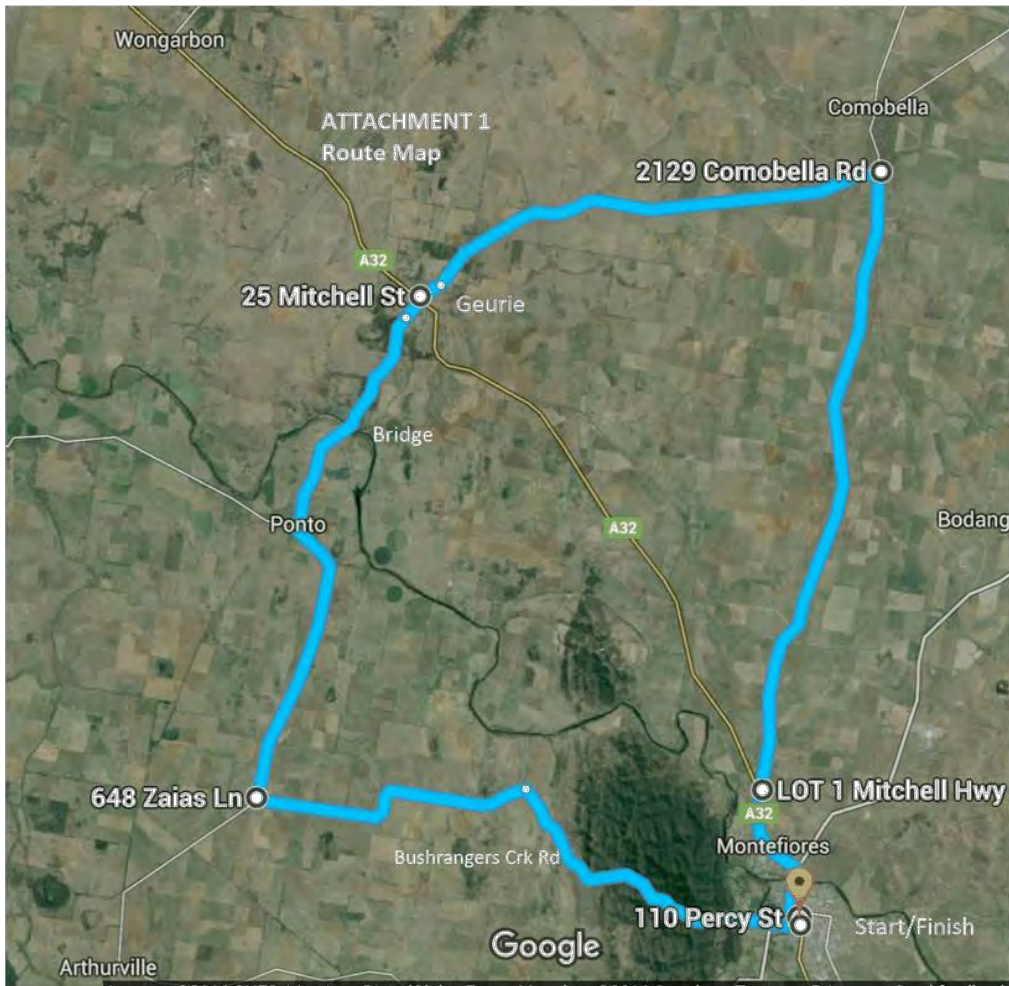 Wongarbon
ATTACHMENT 1
Route Map
Comobella
2129 Comobella Rd
A32
25 Mitchell St
Geurie
Bridge
Ponto
A32
Bodang
648 Zaias Ln
LOT 1 Mitchell Hwy
A32
Montefiores
Bushrangers Crk Rd
110 Percy St
Start/Finish
Google
Arthurville